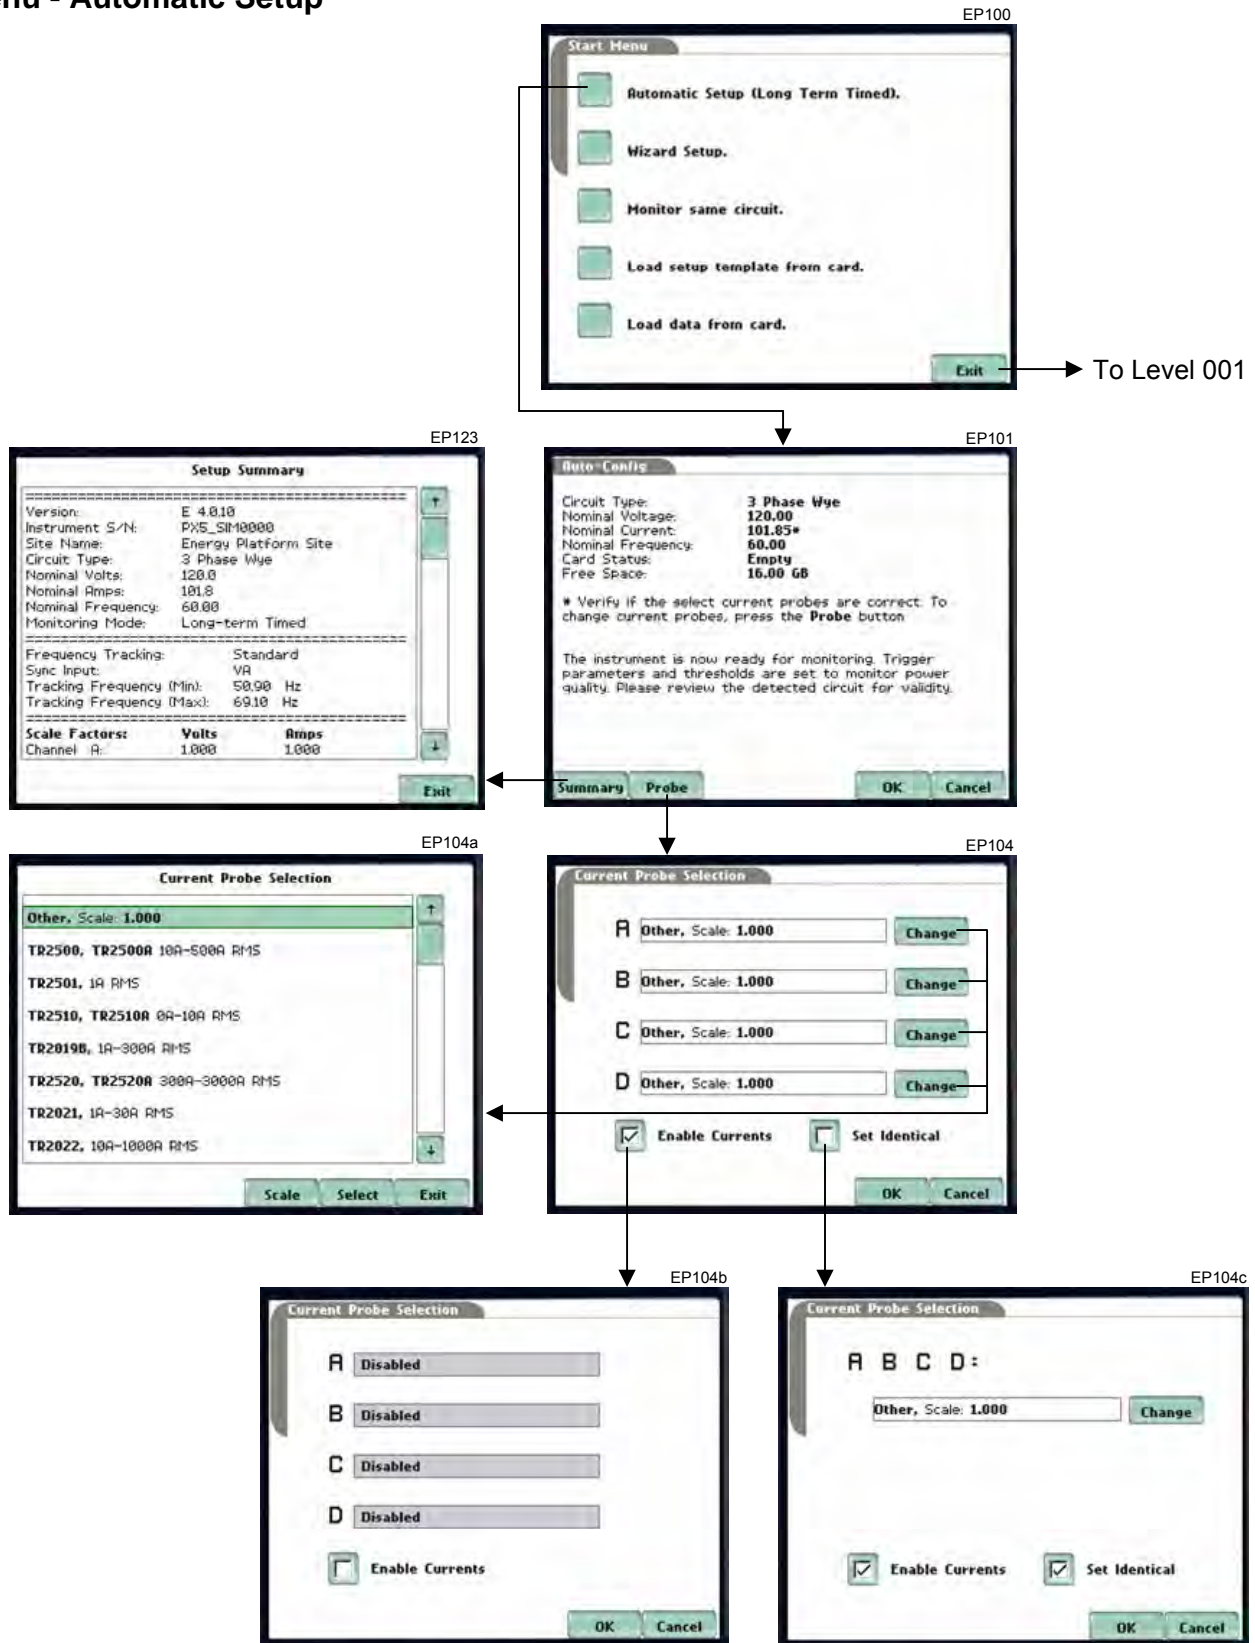 nu - Automatic Setup
EP100
Start Menu
Automatic Setup (Long Term Timed).
Wizard Setup.
Monitor same circuit.
Load setup template from card.
Load data from card.
Exit
To Level 001
EP123
Setup Summary
==================================================
Version: E 4.0.10
Instrument S/N: PX5_SIM0000
Site Name: Energy Platform Site
Circuit Type: 3 Phase Wye
Nominal Volts: 120.0
Nominal Amps: 101.8
Nominal Frequency: 60.00
Monitoring Mode: Long-term Timed
==================================================
Frequency Tracking: Standard
Sync Input: VA
Tracking Frequency (Min): 50.90 Hz
Tracking Frequency (Max): 69.10 Hz
==================================================
Scale Factors: Volts Amps
Channel A: 1.000 1.000
Exit
EP101
Auto-Config
Circuit Type: 3 Phase Wye
Nominal Voltage: 120.00
Nominal Current: 101.85*
Nominal Frequency: 60.00
Card Status: Empty
Free Space: 16.00 GB
* Verify if the select current probes are correct. To
change current probes, press the Probe button
The instrument is now ready for monitoring. Trigger
parameters and thresholds are set to monitor power
quality. Please review the detected circuit for validity.
Summary Probe OK Cancel
EP104a
Current Probe Selection
Other, Scale: 1.000
TR2500, TR2500A 10A-500A RMS
TR2501, 1A RMS
TR2510, TR2510A 0A-10A RMS
TR2019B, 1A-300A RMS
TR2520, TR2520A 300A-3000A RMS
TR2021, 1A-30A RMS
TR2022, 10A-1000A RMS
Scale Select Exit
EP104
Current Probe Selection
A Other, Scale: 1.000 Change
B Other, Scale: 1.000 Change
C Other, Scale: 1.000 Change
D Other, Scale: 1.000 Change
Enable Currents Set Identical
OK Cancel
EP104b
Current Probe Selection
A Disabled
B Disabled
C Disabled
D Disabled
Enable Currents
OK Cancel
EP104c
Current Probe Selection
A B C D:
Other, Scale: 1.000 Change
Enable Currents Set Identical
OK Cancel